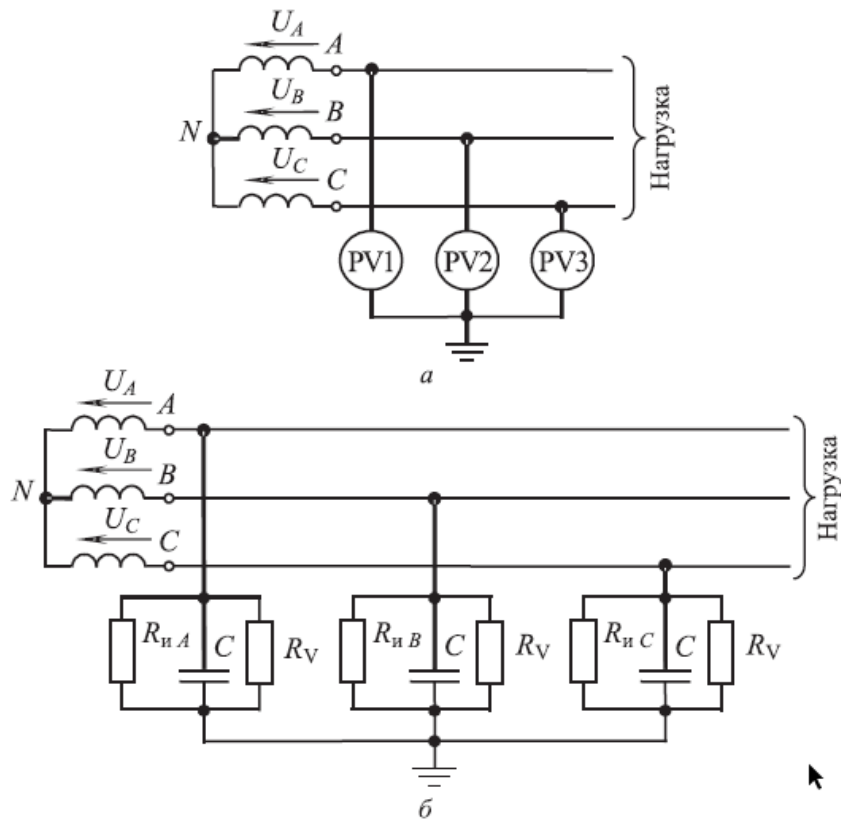 U_A
A
U_B
B
N
U_C
C
Нагрузка
PV1 PV2 PV3
а
U_A
A
U_B
B
N
U_C
C
Нагрузка
R_и A C R_V R_и B C R_V R_и C C R_V
б